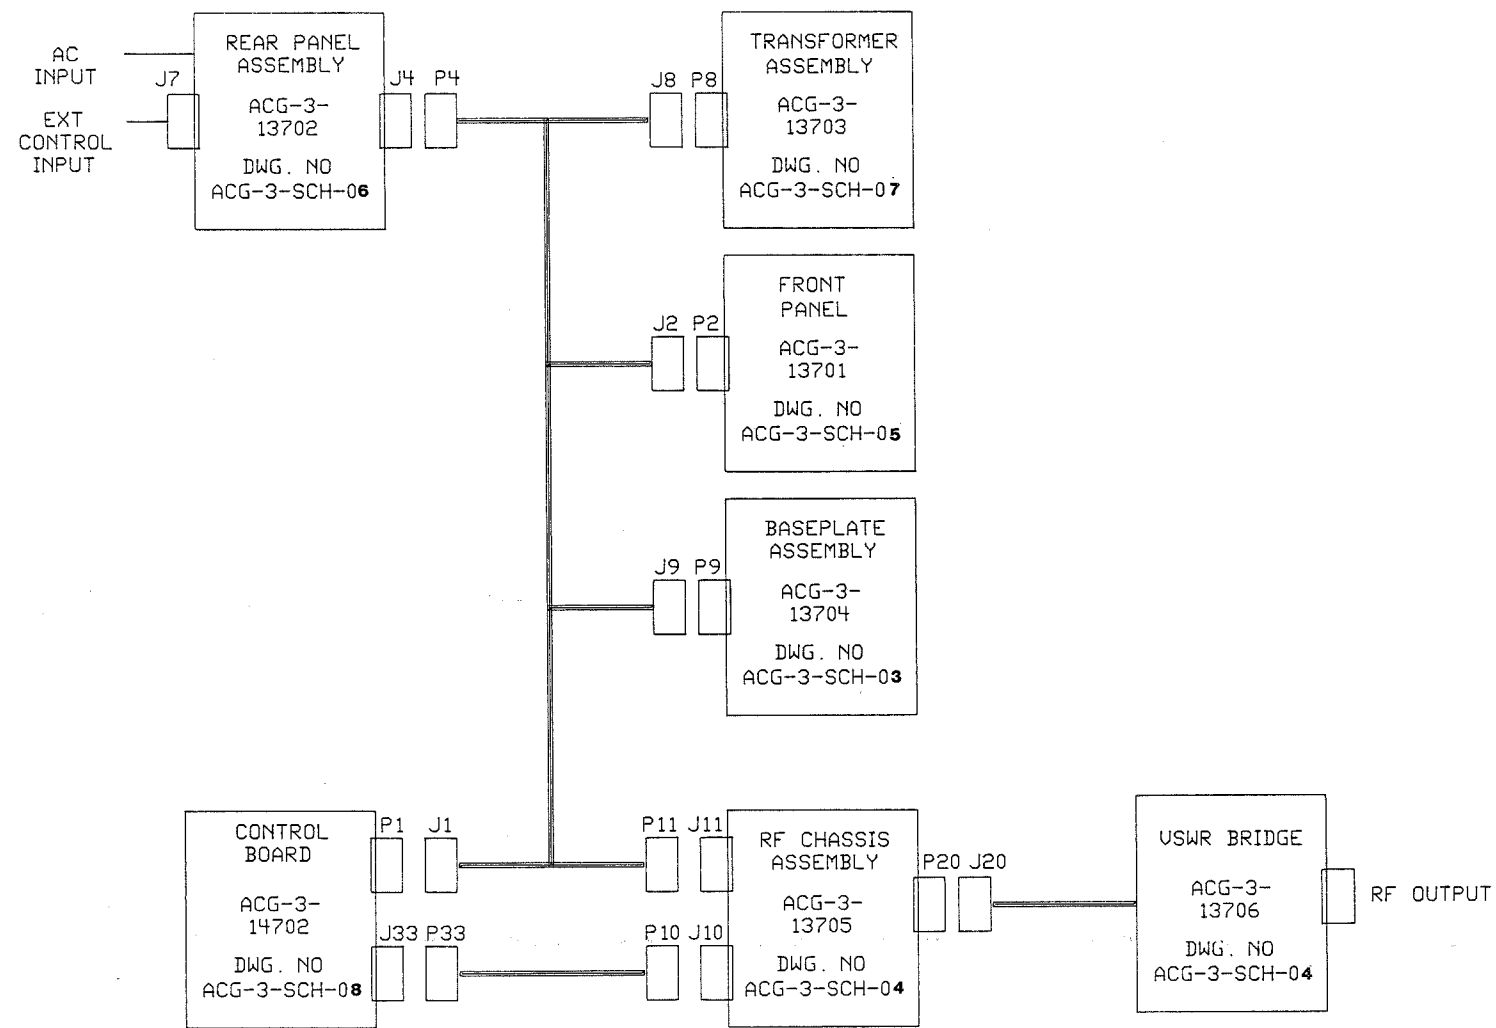 AC
INPUT
J7
EXT
CONTROL
INPUT
REAR PANEL
ASSEMBLY
ACG-3-
13702
DWG. NO
ACG-3-SCH-06
J4
P4
J8
P8
TRANSFORMER
ASSEMBLY
ACG-3-
13703
DWG. NO
ACG-3-SCH-07
J2
P2
FRONT
PANEL
ACG-3-
13701
DWG. NO
ACG-3-SCH-05
J9
P9
BASEPLATE
ASSEMBLY
ACG-3-
13704
DWG. NO
ACG-3-SCH-03
CONTROL
BOARD
ACG-3-
14702
DWG. NO
ACG-3-SCH-08
P1
J1
J33
P33
P11
J11
P10
J10
RF CHASSIS
ASSEMBLY
ACG-3-
13705
DWG. NO
ACG-3-SCH-04
P20
J20
VSWR BRIDGE
ACG-3-
13706
DWG. NO
ACG-3-SCH-04
RF OUTPUT